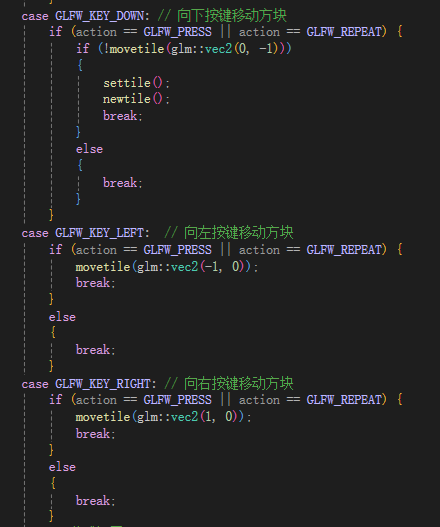 case GLFW_KEY_DOWN: // 向下按键移动方块
if (action == GLFW_PRESS || action == GLFW_REPEAT) {
if (!movetile(glm::vec2(0, -1)))
{
settile();
newtile();
break;
}
else
{
break;
}
}
case GLFW_KEY_LEFT:  // 向左按键移动方块
if (action == GLFW_PRESS || action == GLFW_REPEAT) {
movetile(glm::vec2(-1, 0));
break;
}
else
{
break;
}
case GLFW_KEY_RIGHT: // 向右按键移动方块
if (action == GLFW_PRESS || action == GLFW_REPEAT) {
movetile(glm::vec2(1, 0));
break;
}
else
{
break;
}